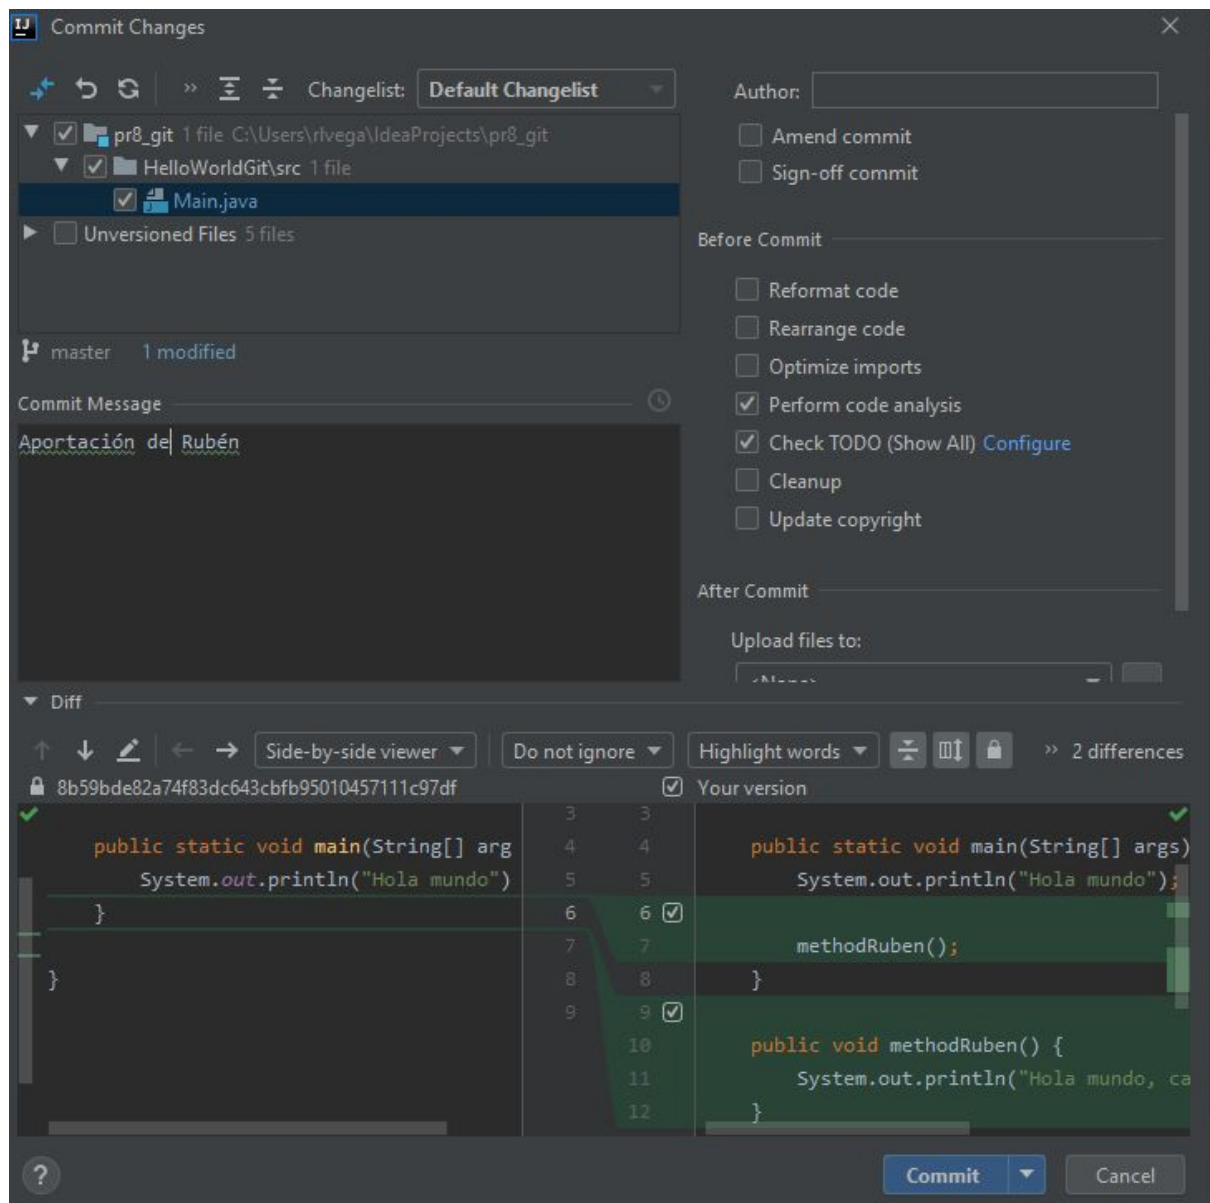 IJ Commit Changes
Changelist: Default Changelist
pr8_git 1 file C:\Users\rlvega\IdeaProjects\pr8_git
HelloWorldGit\src 1 file
Main.java
Unversioned Files 5 files
master 1 modified
Commit Message
Aportación de Rubén
Author:
Amend commit
Sign-off commit
Before Commit
Reformat code
Rearrange code
Optimize imports
Perform code analysis
Check TODO (Show All) Configure
Cleanup
Update copyright
After Commit
Upload files to:
Diff
Side-by-side viewer Do not ignore Highlight words 2 differences
8b59bde82a74f83dc643cbfb95010457111c97df Your version
3 3
public static void main(String[] arg 4 4 public static void main(String[] args)
System.out.println("Hola mundo") 5 5 System.out.println("Hola mundo");
} 6 6
7 7 methodRuben();
} 8 8 }
9 9
10 public void methodRuben() {
11 System.out.println("Hola mundo, ca
12 }
? Commit Cancel